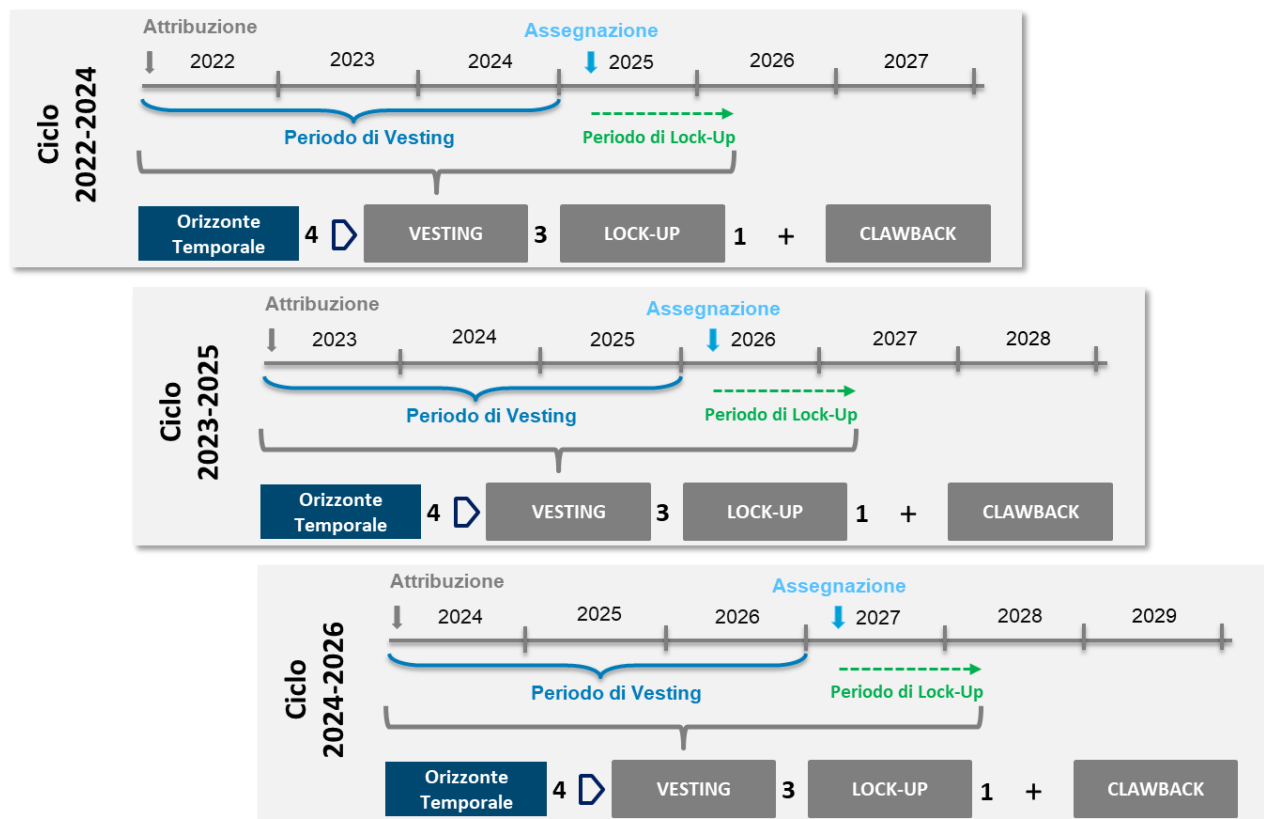 Attribuzione
Assegnazione
2022 2023 2024 2025 2026 2027
Ciclo
2022-2024
Periodo di Vesting
Periodo di Lock-Up
Orizzonte
Temporale
4 VESTING 3 LOCK-UP 1 + CLAWBACK
Attribuzione
Assegnazione
2023 2024 2025 2026 2027 2028
Ciclo
2023-2025
Periodo di Vesting
Periodo di Lock-Up
Orizzonte
Temporale
4 VESTING 3 LOCK-UP 1 + CLAWBACK
Attribuzione
Assegnazione
2024 2025 2026 2027 2028 2029
Ciclo
2024-2026
Periodo di Vesting
Periodo di Lock-Up
Orizzonte
Temporale
4 VESTING 3 LOCK-UP 1 + CLAWBACK